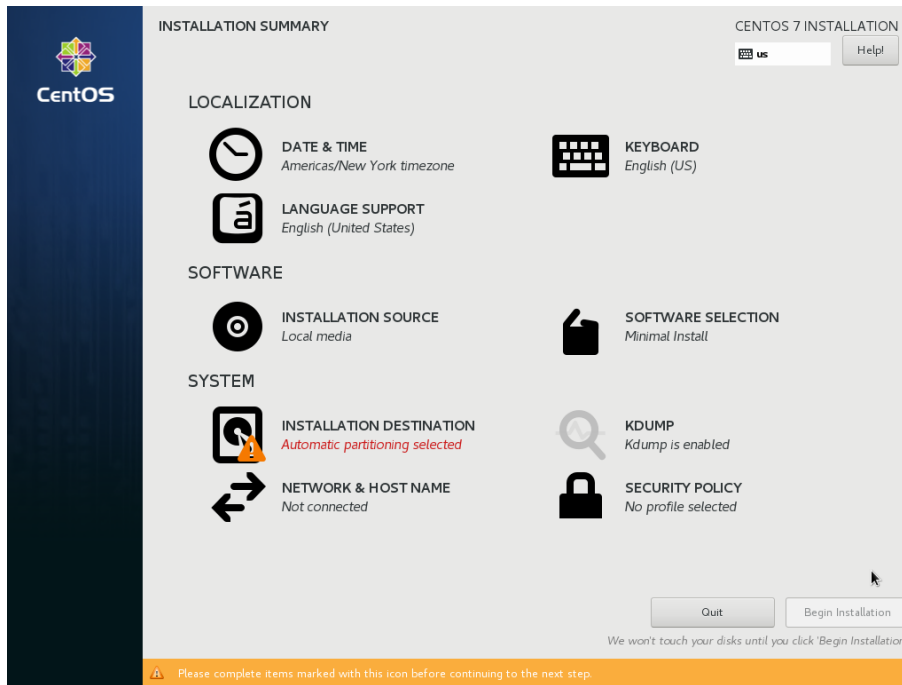 INSTALLATION SUMMARY
CENTOS 7 INSTALLATION
us
Help!
CentOS
LOCALIZATION
DATE & TIME
Americas/New York timezone
KEYBOARD
English (US)
á
LANGUAGE SUPPORT
English (United States)
SOFTWARE
INSTALLATION SOURCE
Local media
SOFTWARE SELECTION
Minimal Install
SYSTEM
INSTALLATION DESTINATION
Automatic partitioning selected
KDUMP
Kdump is enabled
NETWORK & HOST NAME
Not connected
SECURITY POLICY
No profile selected
Quit
Begin Installation
We won't touch your disks until you click 'Begin Installation
Please complete items marked with this icon before continuing to the next step.